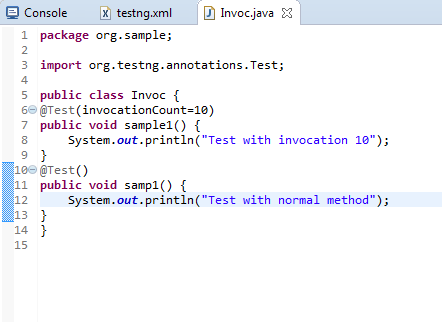 Console testng.xml Invoc.java
1 package org.sample;
2
3 import org.testng.annotations.Test;
4
5 public class Invoc {
6 @Test(invocationCount=10)
7 public void sample1() {
8 System.out.println("Test with invocation 10");
9 }
10 @Test()
11 public void samp1() {
12 System.out.println("Test with normal method");
13 }
14 }
15